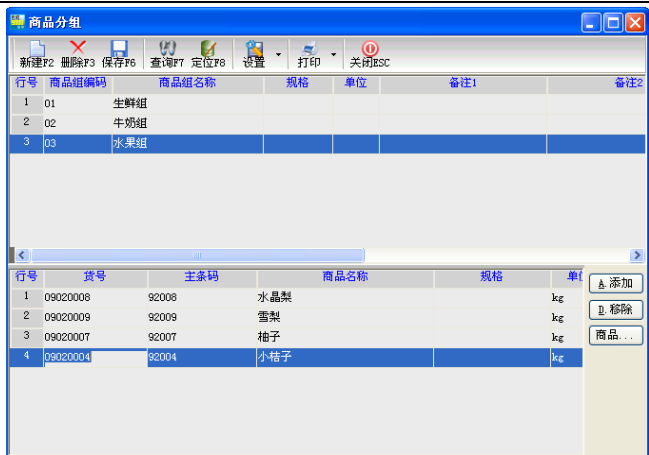 商品分组
新建F2 删除F3 保存F6 查询F7 定位F8 设置 打印 关闭ESC
行号 商品组编码 商品组名称 规格 单位 备注1 备注2
1 01 生鲜组
2 02 牛奶组
3 03 水果组
行号 货号 主条码 商品名称 规格 单位
1 09020008 92008 水晶梨 kg
2 09020009 92009 雪梨 kg
3 09020007 92007 柚子 kg
4 09020004 92004 小桔子 kg
A.添加
D.移除
商品...